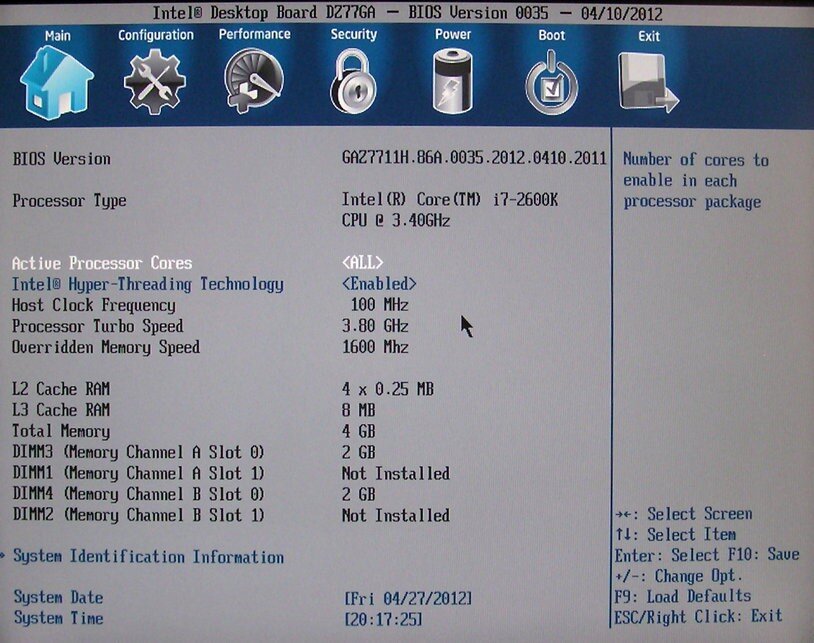 Intel® Desktop Board DZ77GA – BIOS Version 0035 – 04/10/2012
Main Configuration Performance Security Power Boot Exit
BIOS Version GAZ7711H.86A.0035.2012.0410.2011
Processor Type Intel(R) Core(TM) i7-2600K
CPU @ 3.40GHz
Active Processor Cores <ALL>
Intel® Hyper-Threading Technology <Enabled>
Host Clock Frequency 100 MHz
Processor Turbo Speed 3.80 GHz
Overridden Memory Speed 1600 Mhz
L2 Cache RAM 4 x 0.25 MB
L3 Cache RAM 8 MB
Total Memory 4 GB
DIMM3 (Memory Channel A Slot 0) 2 GB
DIMM1 (Memory Channel A Slot 1) Not Installed
DIMM4 (Memory Channel B Slot 0) 2 GB
DIMM2 (Memory Channel B Slot 1) Not Installed
System Identification Information
System Date [Fri 04/27/2012]
System Time [20:17:25]
Number of cores to
enable in each
processor package
→←: Select Screen
↑↓: Select Item
Enter: Select F10: Save
+/-: Change Opt.
F9: Load Defaults
ESC/Right Click: Exit